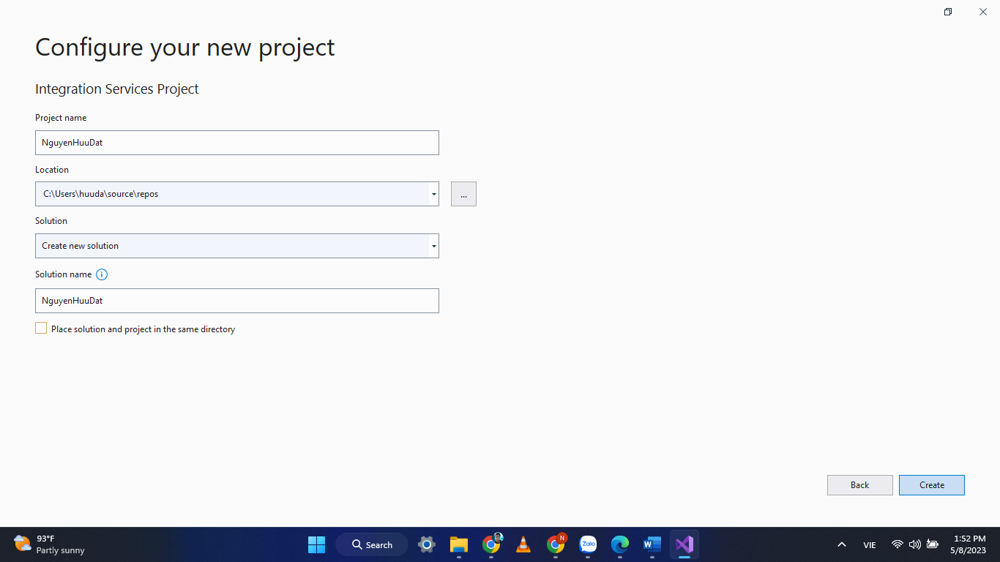 Configure your new project
Integration Services Project
Project name
NguyenHuuDat
Location
C:\Users\huuda\source\repos
...
Solution
Create new solution
Solution name
NguyenHuuDat
Place solution and project in the same directory
Back
Create
93°F
Partly sunny
Search
N
Zalo
W
VIE
1:52 PM
5/8/2023